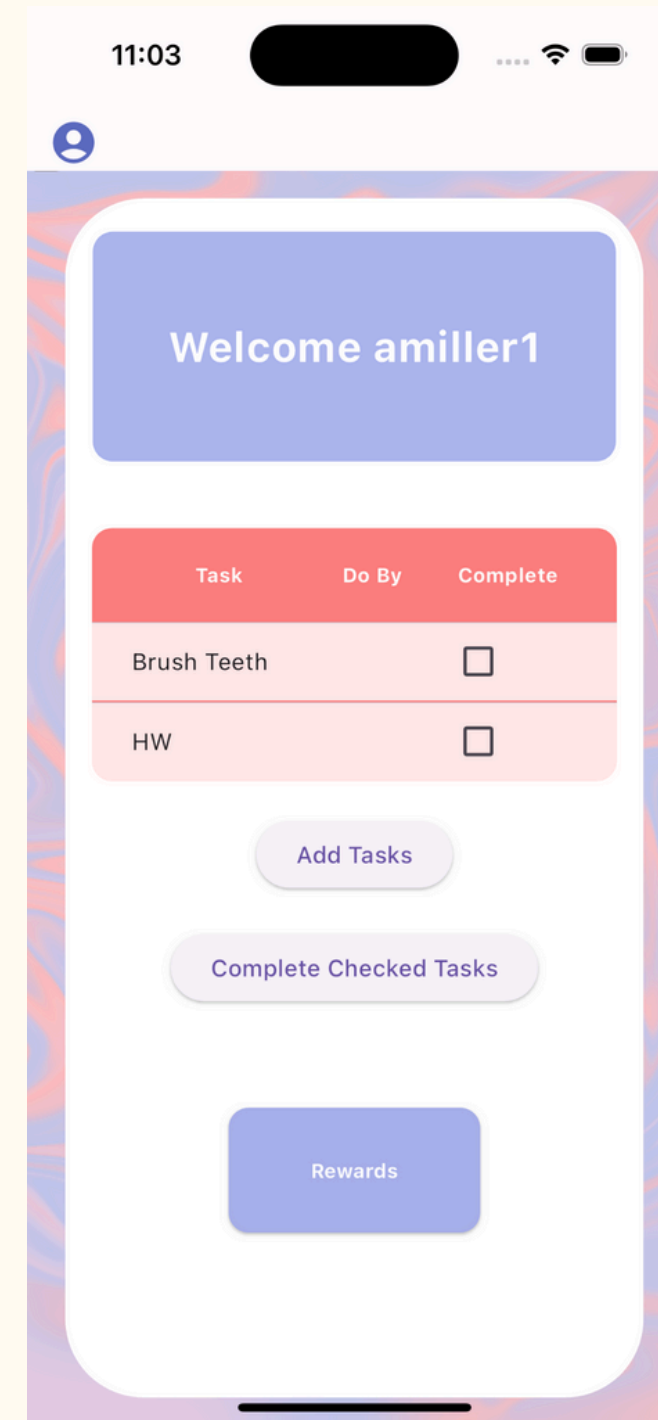 11:03
Welcome amiller1
Task Do By Complete
Brush Teeth
HW
Add Tasks
Complete Checked Tasks
Rewards